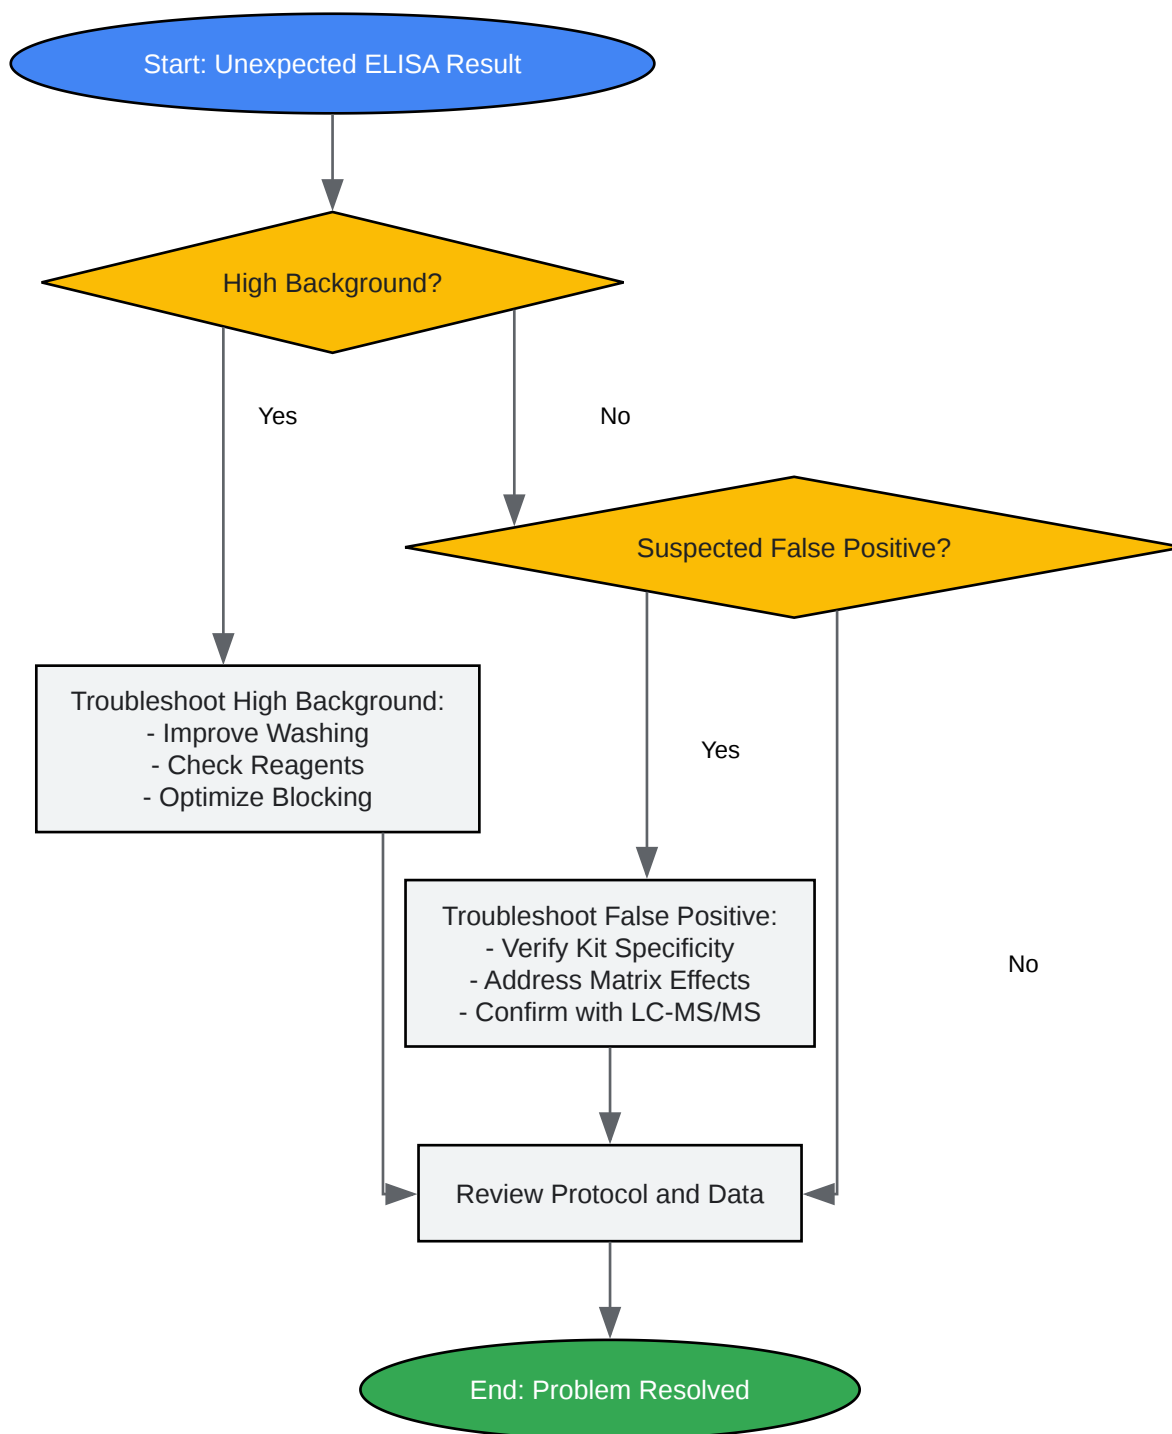 Start: Unexpected ELISA Result
High Background?
Yes
No
Suspected False Positive?
Troubleshoot High Background:
- Improve Washing
- Check Reagents
- Optimize Blocking
Yes
Troubleshoot False Positive:
- Verify Kit Specificity
- Address Matrix Effects
- Confirm with LC-MS/MS
No
Review Protocol and Data
End: Problem Resolved